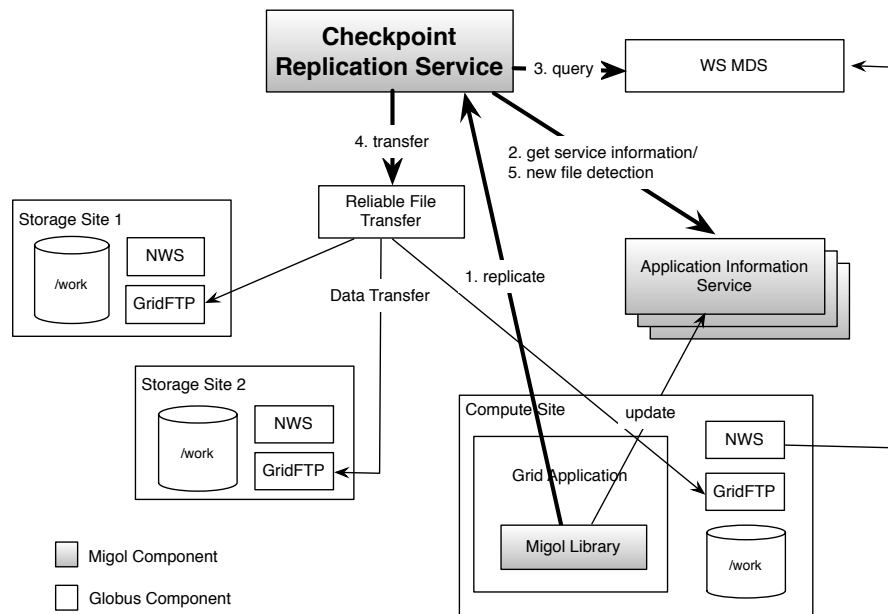 Checkpoint
Replication Service
3. query
WS MDS
4. transfer
2. get service information/
5. new file detection
Reliable File
Transfer
Storage Site 1
NWS
/work
GridFTP
Application Information
Service
1. replicate
Data Transfer
Storage Site 2
NWS
/work
GridFTP
Compute Site
update
NWS
Grid Application
GridFTP
Migol Library
/work
Migol Component
Globus Component